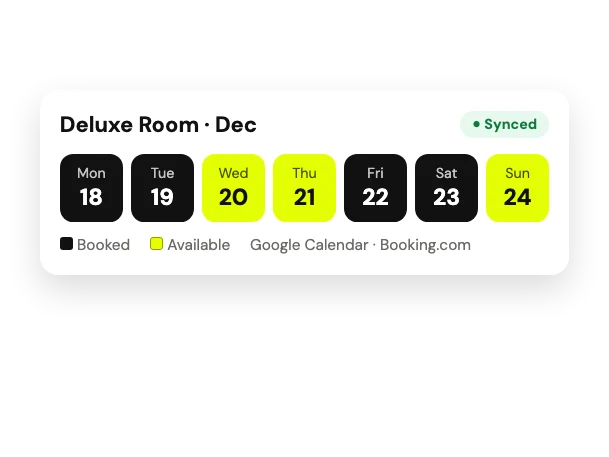 Deluxe Room · Dec
Synced
Mon Tue Wed Thu Fri Sat Sun
18 19 20 21 22 23 24
Booked Available Google Calendar · Booking.com